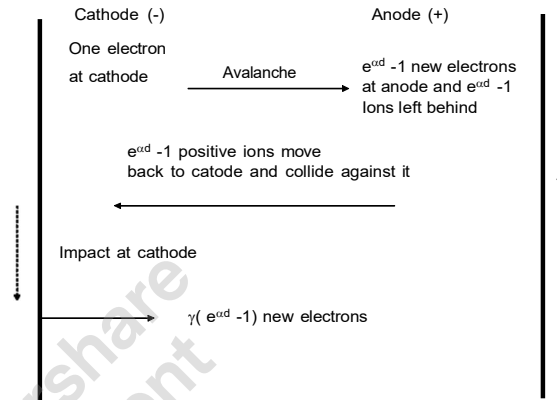 Cathode (-)
Anode (+)
One electron
at cathode
Avalanche
e^αd -1 new electrons
at anode and e^αd -1
Ions left behind
e^αd -1 positive ions move
back to catode and collide against it
Impact at cathode
γ( e^αd -1) new electrons